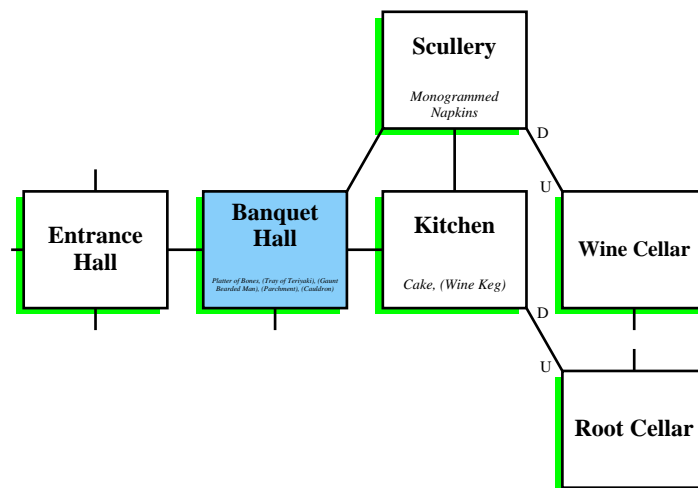 Scullery
Monogrammed
Napkins
D
U
Entrance
Hall
Banquet
Hall
Platter of Bones, (Tray of Teriyaki), (Gaunt
Bearded Man), (Parchment), (Cauldron)
Kitchen
Cake, (Wine Keg)
Wine Cellar
D
U
Root Cellar